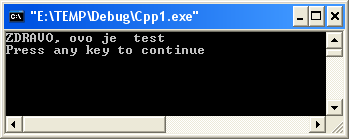 "E:\TEMP\Debug\Cpp1.exe"
ZDRAVO, ovo je  test
Press any key to continue